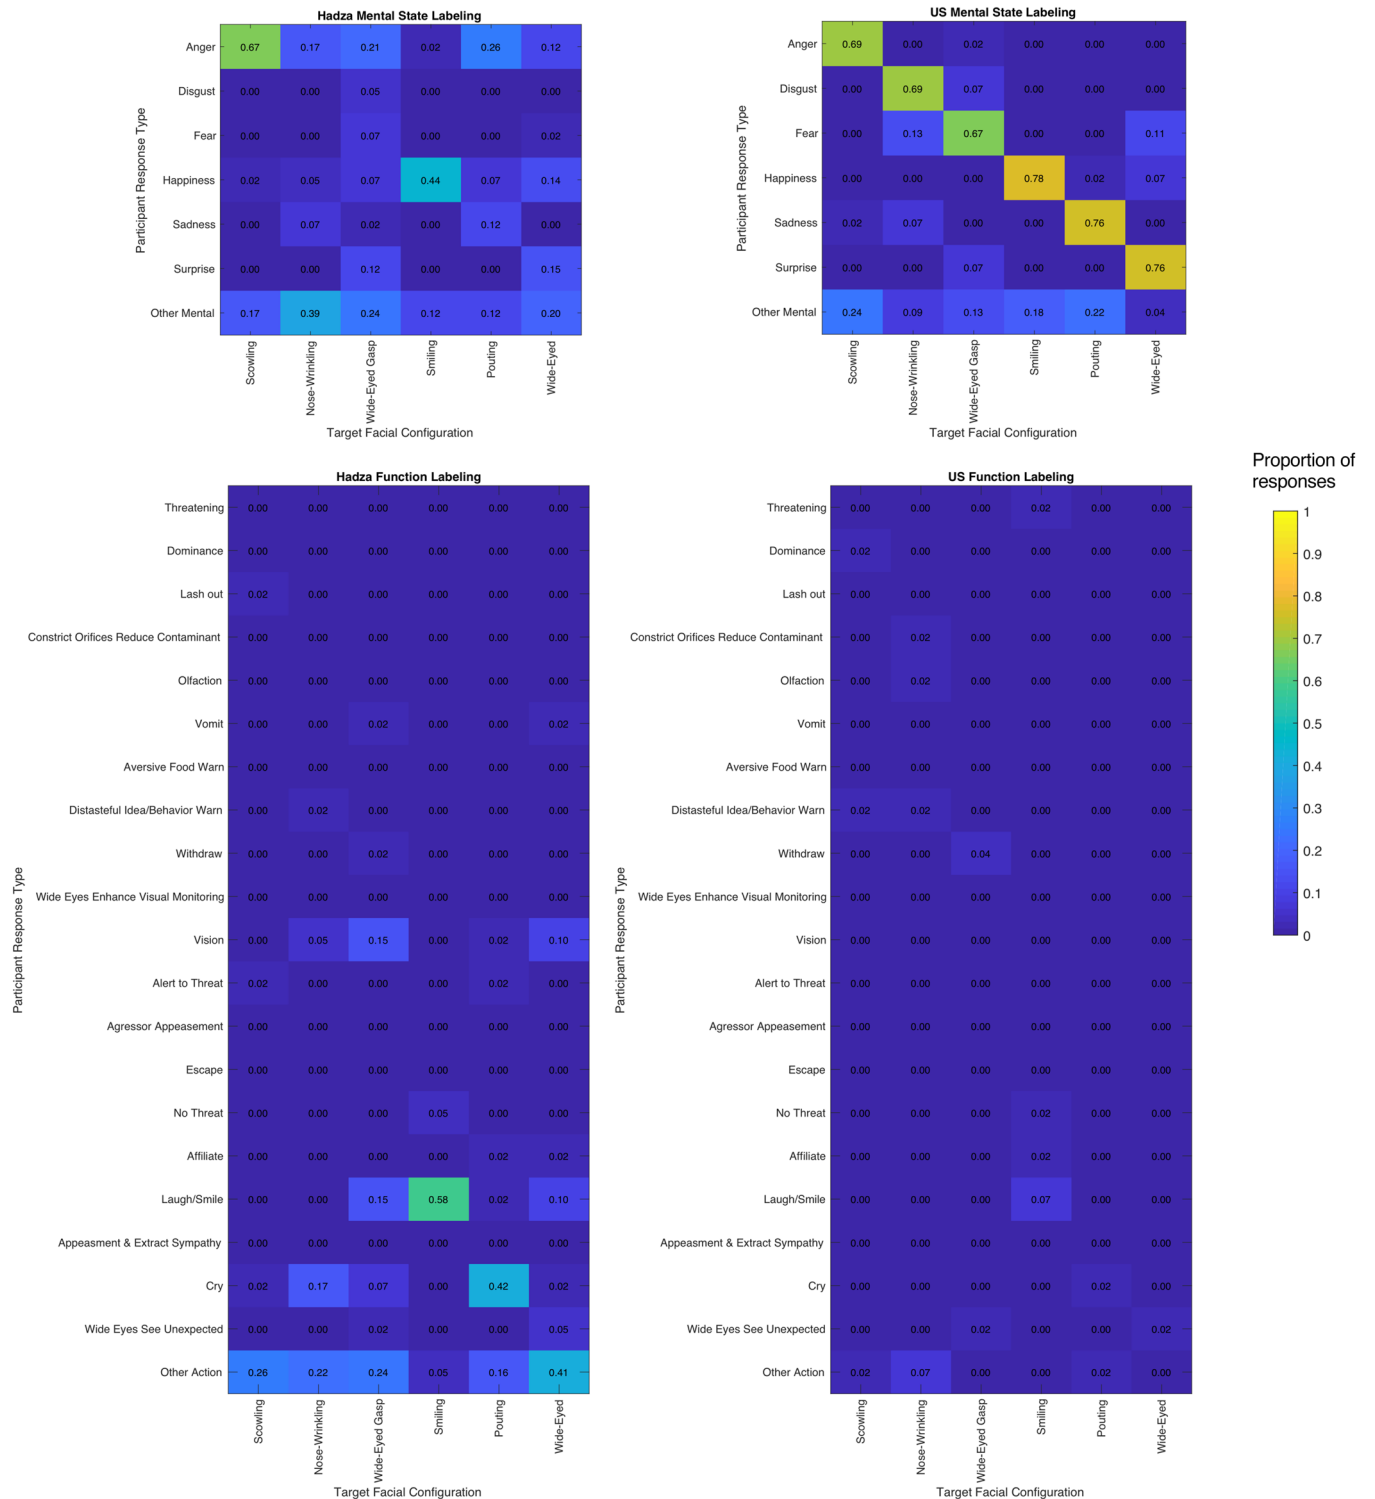 Hadza Mental State Labeling
Participant Response Type
Anger 0.67 0.17 0.21 0.02 0.26 0.12
Disgust 0.00 0.00 0.05 0.00 0.00 0.00
Fear 0.00 0.00 0.07 0.00 0.00 0.02
Happiness 0.02 0.05 0.07 0.44 0.07 0.14
Sadness 0.00 0.07 0.02 0.00 0.12 0.00
Surprise 0.00 0.00 0.12 0.00 0.00 0.15
Other Mental 0.17 0.39 0.24 0.12 0.12 0.20
Scowling Nose-Wrinkling Wide-Eyed Gasp Smiling Pouting Wide-Eyed
Target Facial Configuration
US Mental State Labeling
Participant Response Type
Anger 0.69 0.00 0.02 0.00 0.00 0.00
Disgust 0.00 0.69 0.07 0.00 0.00 0.00
Fear 0.00 0.13 0.67 0.00 0.00 0.11
Happiness 0.00 0.00 0.00 0.78 0.02 0.07
Sadness 0.02 0.07 0.00 0.00 0.76 0.00
Surprise 0.00 0.00 0.07 0.00 0.00 0.76
Other Mental 0.24 0.09 0.13 0.18 0.22 0.04
Scowling Nose-Wrinkling Wide-Eyed Gasp Smiling Pouting Wide-Eyed
Target Facial Configuration
Hadza Function Labeling
Participant Response Type
Threatening 0.00 0.00 0.00 0.00 0.00 0.00
Dominance 0.00 0.00 0.00 0.00 0.00 0.00
Lash out 0.02 0.00 0.00 0.00 0.00 0.00
Constrict Orifices Reduce Contaminant 0.00 0.00 0.00 0.00 0.00 0.00
Olfaction 0.00 0.00 0.00 0.00 0.00 0.00
Vomit 0.00 0.00 0.02 0.00 0.00 0.02
Aversive Food Warn 0.00 0.00 0.00 0.00 0.00 0.00
Distasteful Idea/Behavior Warn 0.00 0.02 0.00 0.00 0.00 0.00
Withdraw 0.00 0.00 0.02 0.00 0.00 0.00
Wide Eyes Enhance Visual Monitoring 0.00 0.00 0.00 0.00 0.00 0.00
Vision 0.00 0.05 0.15 0.00 0.02 0.10
Alert to Threat 0.02 0.00 0.00 0.00 0.02 0.00
Agressor Appeasement 0.00 0.00 0.00 0.00 0.00 0.00
Escape 0.00 0.00 0.00 0.00 0.00 0.00
No Threat 0.00 0.00 0.00 0.05 0.00 0.00
Affiliate 0.00 0.00 0.00 0.00 0.02 0.02
Laugh/Smile 0.00 0.00 0.15 0.58 0.02 0.10
Appeasment & Extract Sympathy 0.00 0.00 0.00 0.00 0.00 0.00
Cry 0.02 0.17 0.07 0.00 0.42 0.02
Wide Eyes See Unexpected 0.00 0.00 0.02 0.00 0.00 0.05
Other Action 0.26 0.22 0.24 0.05 0.16 0.41
Scowling Nose-Wrinkling Wide-Eyed Gasp Smiling Pouting Wide-Eyed
Target Facial Configuration
US Function Labeling
Participant Response Type
Threatening 0.00 0.00 0.00 0.02 0.00 0.00
Dominance 0.02 0.00 0.00 0.00 0.00 0.00
Lash out 0.00 0.00 0.00 0.00 0.00 0.00
Constrict Orifices Reduce Contaminant 0.00 0.02 0.00 0.00 0.00 0.00
Olfaction 0.00 0.02 0.00 0.00 0.00 0.00
Vomit 0.00 0.00 0.00 0.00 0.00 0.00
Aversive Food Warn 0.00 0.00 0.00 0.00 0.00 0.00
Distasteful Idea/Behavior Warn 0.02 0.02 0.00 0.00 0.00 0.00
Withdraw 0.00 0.00 0.04 0.00 0.00 0.00
Wide Eyes Enhance Visual Monitoring 0.00 0.00 0.00 0.00 0.00 0.00
Vision 0.00 0.00 0.00 0.00 0.00 0.00
Alert to Threat 0.00 0.00 0.00 0.00 0.00 0.00
Agressor Appeasement 0.00 0.00 0.00 0.00 0.00 0.00
Escape 0.00 0.00 0.00 0.00 0.00 0.00
No Threat 0.00 0.00 0.00 0.02 0.00 0.00
Affiliate 0.00 0.00 0.00 0.02 0.00 0.00
Laugh/Smile 0.00 0.00 0.00 0.07 0.00 0.00
Appeasment & Extract Sympathy 0.00 0.00 0.00 0.00 0.00 0.00
Cry 0.00 0.00 0.00 0.00 0.02 0.00
Wide Eyes See Unexpected 0.00 0.00 0.02 0.00 0.00 0.02
Other Action 0.02 0.07 0.00 0.00 0.02 0.00
Scowling Nose-Wrinkling Wide-Eyed Gasp Smiling Pouting Wide-Eyed
Target Facial Configuration
Proportion of
responses
1
0.9
0.8
0.7
0.6
0.5
0.4
0.3
0.2
0.1
0